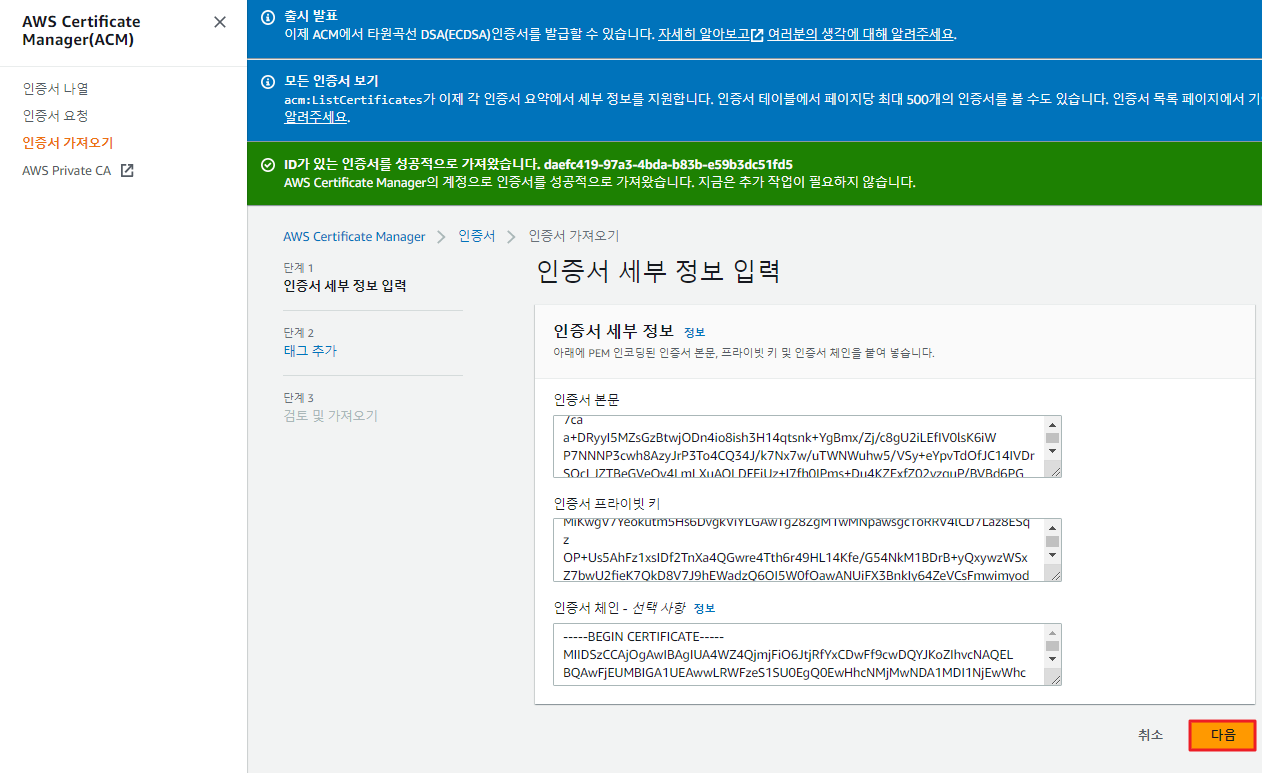 AWS Certificate
Manager(ACM)
인증서 나열
인증서 요청
인증서 가져오기
AWS Private CA
출시 발표
이제 ACM에서 타원곡선 DSA(ECDSA)인증서를 발급할 수 있습니다. 자세히 알아보고 여러분의 생각에 대해 알려주세요.
모든 인증서 보기
acm:ListCertificates가 이제 각 인증서 요약에서 세부 정보를 지원합니다. 인증서 테이블에서 페이지당 최대 500개의 인증서를 볼 수도 있습니다. 인증서 목록 페이지에서 기
알려주세요.
ID가 있는 인증서를 성공적으로 가져왔습니다. daefc419-97a3-4bda-b83b-e59b3dc51fd5
AWS Certificate Manager의 계정으로 인증서를 성공적으로 가져왔습니다. 지금은 추가 작업이 필요하지 않습니다.
AWS Certificate Manager
인증서
인증서 가져오기
단계 1
인증서 세부 정보 입력
단계 2
태그 추가
단계 3
검토 및 가져오기
인증서 세부 정보 입력
인증서 세부 정보 정보
아래에 PEM 인코딩된 인증서 본문, 프라이빗 키 및 인증서 체인을 붙여 넣습니다.
인증서 본문
7ca
a+DRyyI5MZsGzBtwjODn4io8ish3H14qtsnk+YgBmx/Zj/c8gU2iLEfIV0lsK6iW
P7NNNP3cwh8AzyJrP3To4CQ34J/k7Nx7w/uTWNWuhw5/VSy+eYpvTdOfJC14IVDr
인증서 프라이빗 키
z
OP+Us5AhFz1xsIDf2TnXa4QGwre4Tth6r49HL14Kfe/G54NkM1BDrB+yQxywzWSx
Z7bwU2fieK7QkD8V7J9hEWadzQ6OI5W0fOawANUiFX3BnkIy64ZeVCsFmwimyod
인증서 체인 - 선택 사항 정보
-----BEGIN CERTIFICATE-----
MIIDSzCCAjOgAwIBAgIUA4WZ4QjmjFiO6JtjRfYxCDwFf9cwDQYJKoZIhvcNAQEL
BQAwFjEUMBIGA1UEAwwLRWFzeS1SU0EgQ0EwHhcNMjMwNDA1MDI1NjEwWhc
취소
다음